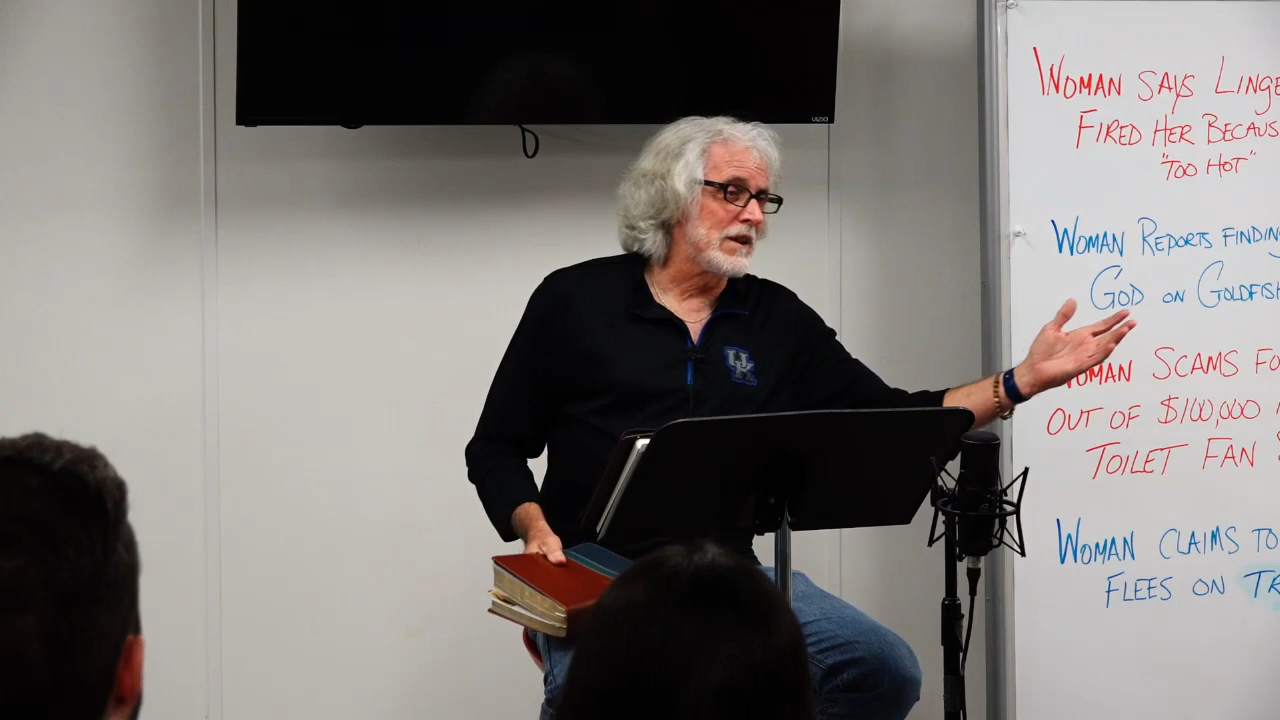 VIZIO
WOMAN SAYS LINGE
FIRED HER BECAUS
"TOO HOT"
WOMAN REPORTS FINDING
GOD ON GOLDFISH
UK
WOMAN SCAMS FO
OUT OF $100,000
TOILET FAN
WOMAN CLAIMS TO
FLEES ON TR